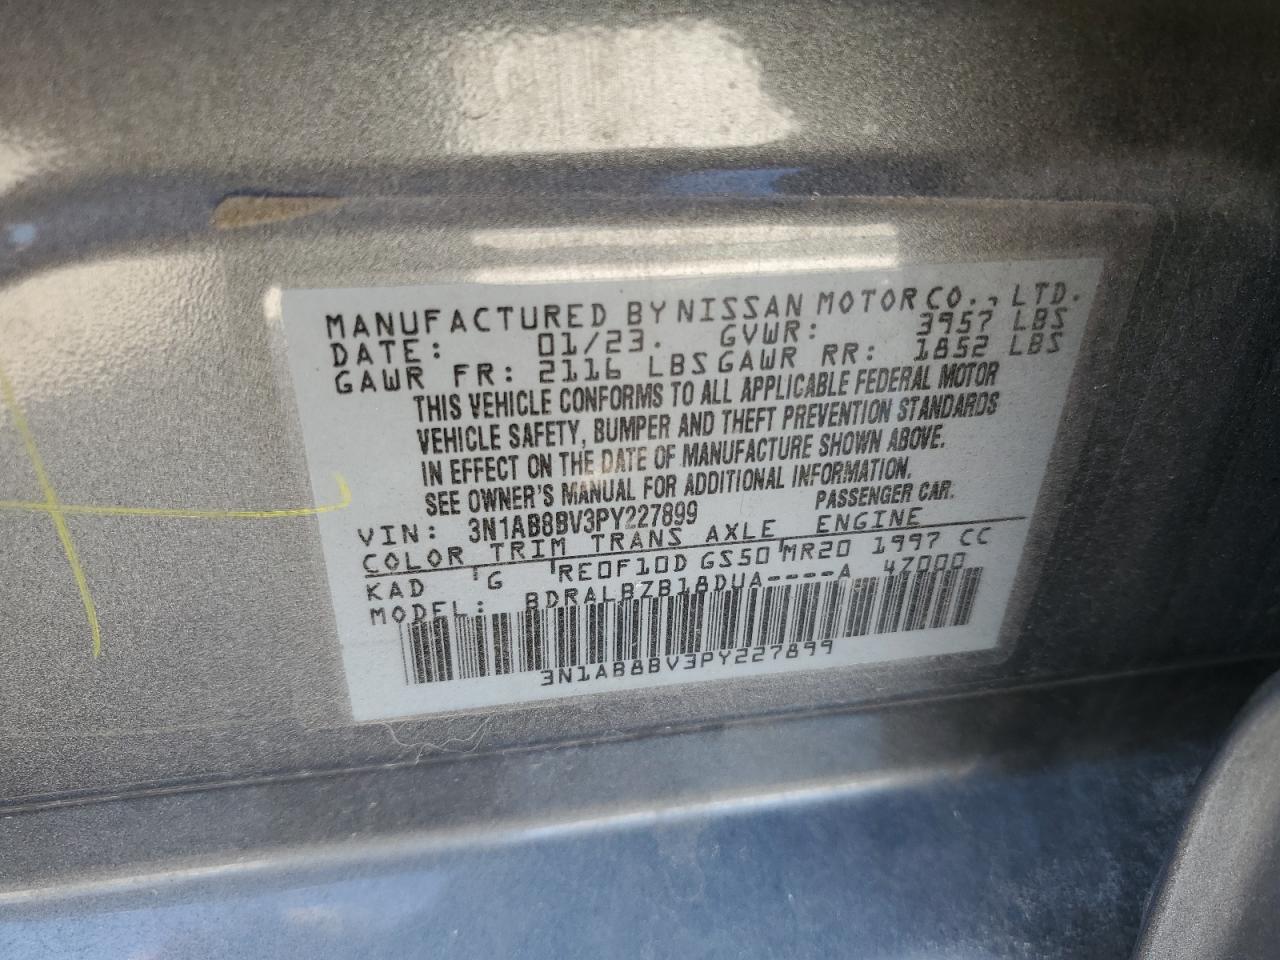 MANUFACTURED BY NISSAN MOTOR CO., LTD.
DATE: 01/23. GVWR: 3957 LBS
GAWR FR: 2116 LBS GAWR RR: 1852 LBS
THIS VEHICLE CONFORMS TO ALL APPLICABLE FEDERAL MOTOR
VEHICLE SAFETY, BUMPER AND THEFT PREVENTION STANDARDS
IN EFFECT ON THE DATE OF MANUFACTURE SHOWN ABOVE.
SEE OWNER'S MANUAL FOR ADDITIONAL INFORMATION.
VIN: 3N1AB8BV3PY227899 PASSENGER CAR.
COLOR TRIM TRANS AXLE ENGINE
KAD 'G 'RE0F10D GS50 'MR20 1997 CC
MODEL: BDRALBZB18DUA----A 47000
3N1AB8BV3PY227899